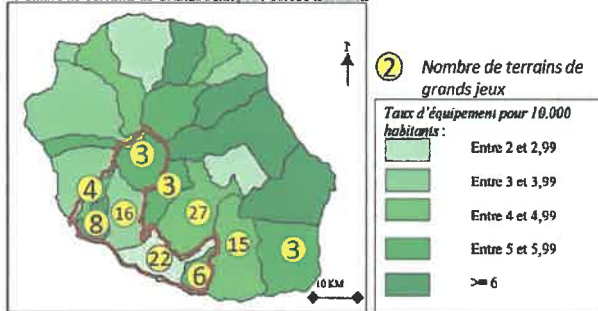 3
3
4
8
16
27
15
3
22
6
10 KM
2 Nombre de terrains de
grands jeux
Taux d'équipement pour 10.000
habitants :
Entre 2 et 2,99
Entre 3 et 3,99
Entre 4 et 4,99
Entre 5 et 5,99
>= 6